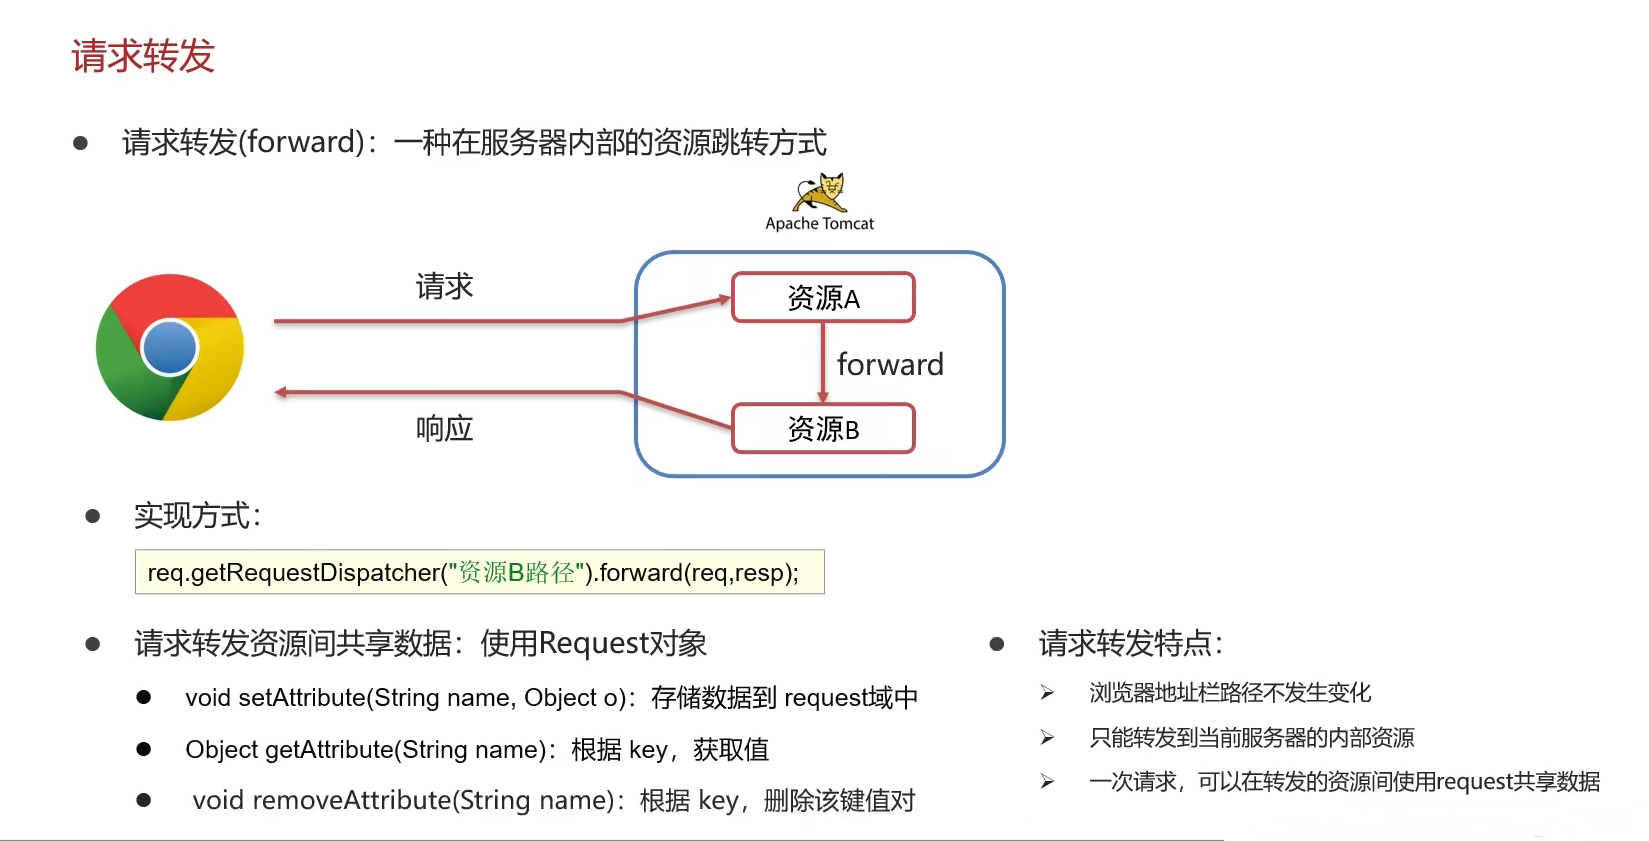 请求转发
请求转发(forward)：一种在服务器内部的资源跳转方式
Apache Tomcat
请求
资源A
forward
响应
资源B
实现方式：
req.getRequestDispatcher("资源B路径").forward(req,resp);
请求转发资源间共享数据：使用Request对象
void setAttribute(String name, Object o)：存储数据到 request域中
Object getAttribute(String name)：根据 key，获取值
void removeAttribute(String name)：根据 key，删除该键值对
请求转发特点：
浏览器地址栏路径不发生变化
只能转发到当前服务器的内部资源
一次请求，可以在转发的资源间使用request共享数据